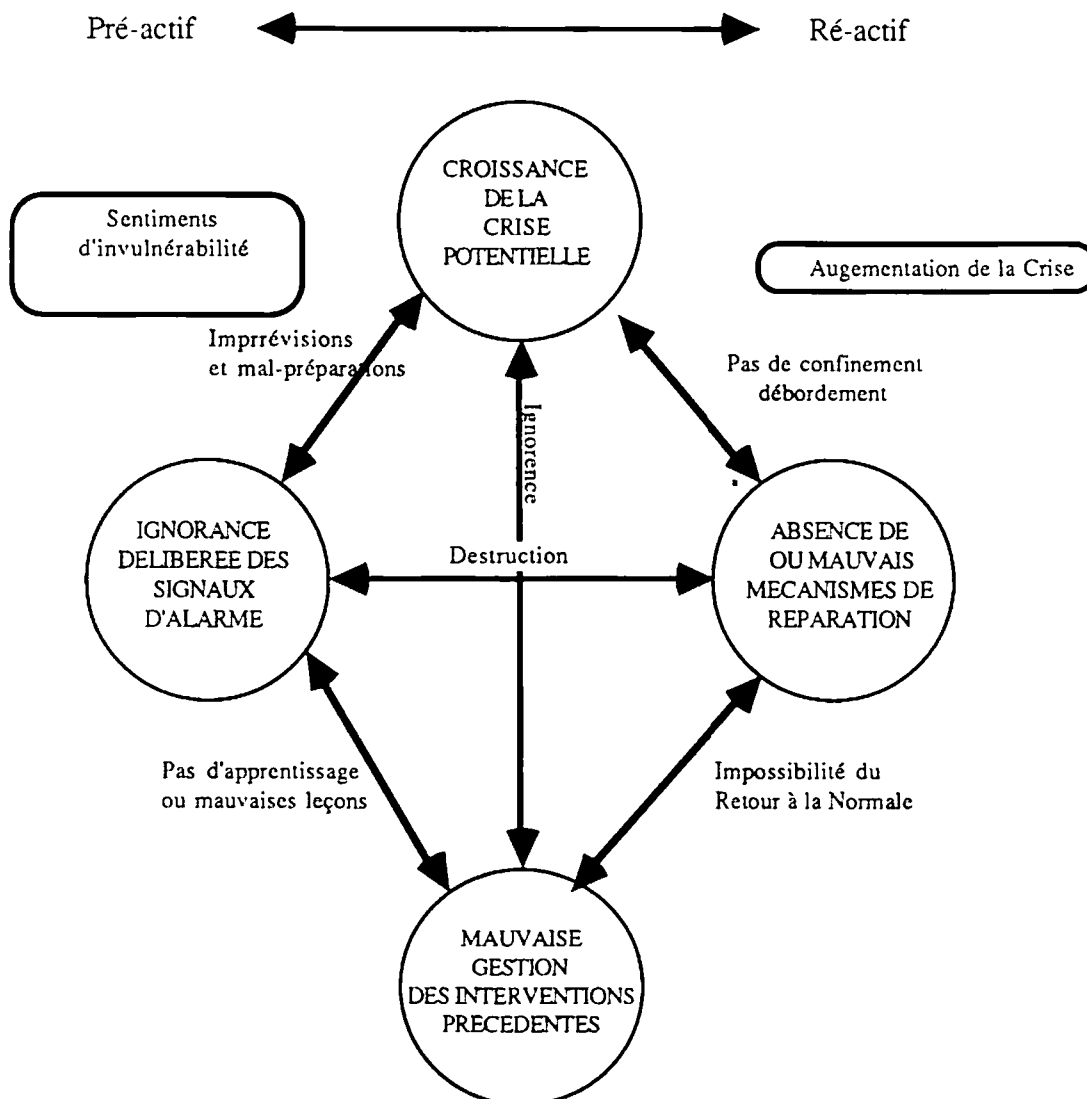 Pré-actif
Ré-actif
CROISSANCE
DE LA
CRISE
POTENTIELLE
Sentiments
d'invulnérabilité
Augementation de la Crise
Imprrévisions
et mal-préparations
Pas de confinement
débordement
Ignorence
IGNORANCE
DELIBEREE DES
SIGNAUX
D'ALARME
Destruction
ABSENCE DE
OU MAUVAIS
MECANISMES DE
REPARATION
Pas d'apprentissage
ou mauvaises leçons
Impossibilité du
Retour à la Normale
MAUVAISE
GESTION
DES INTERVENTIONS
PRECEDENTES